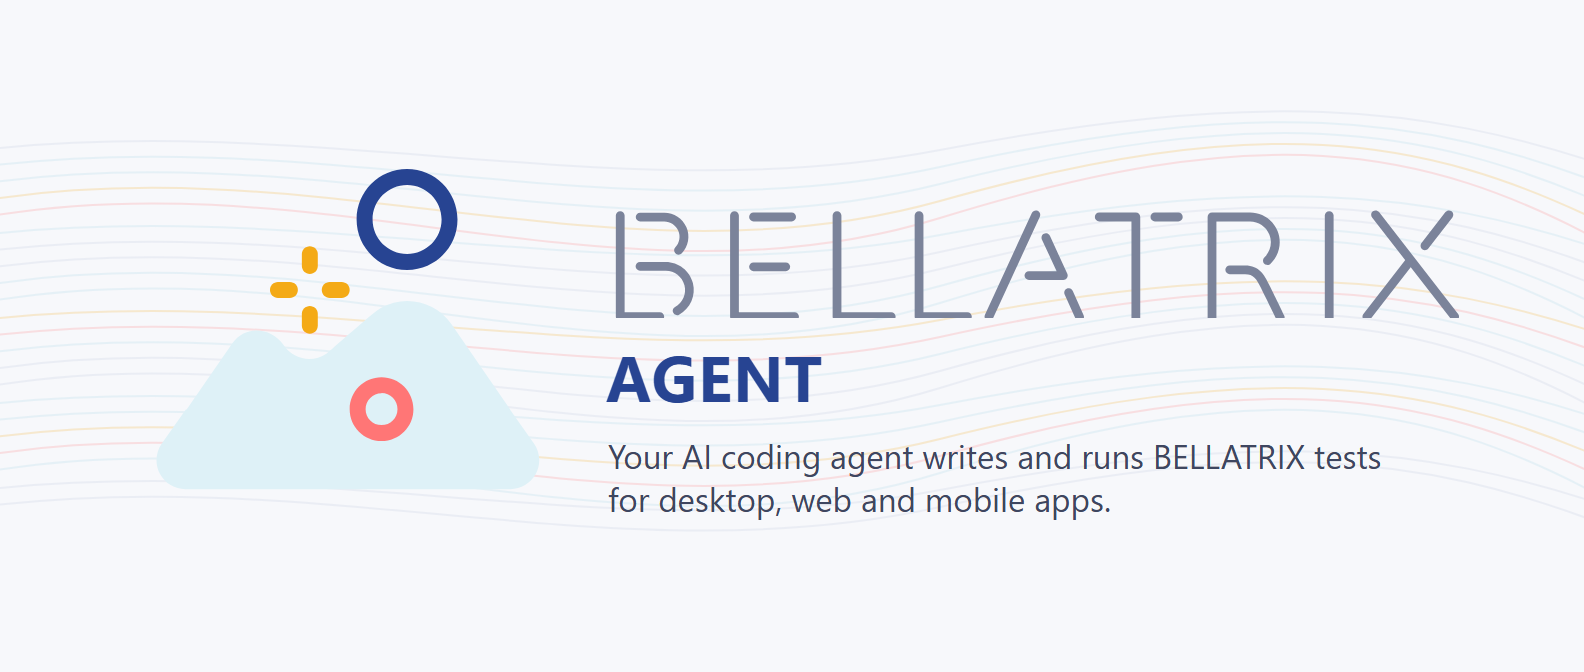 BELLATRIX
AGENT
Your AI coding agent writes and runs BELLATRIX tests
for desktop, web and mobile apps.